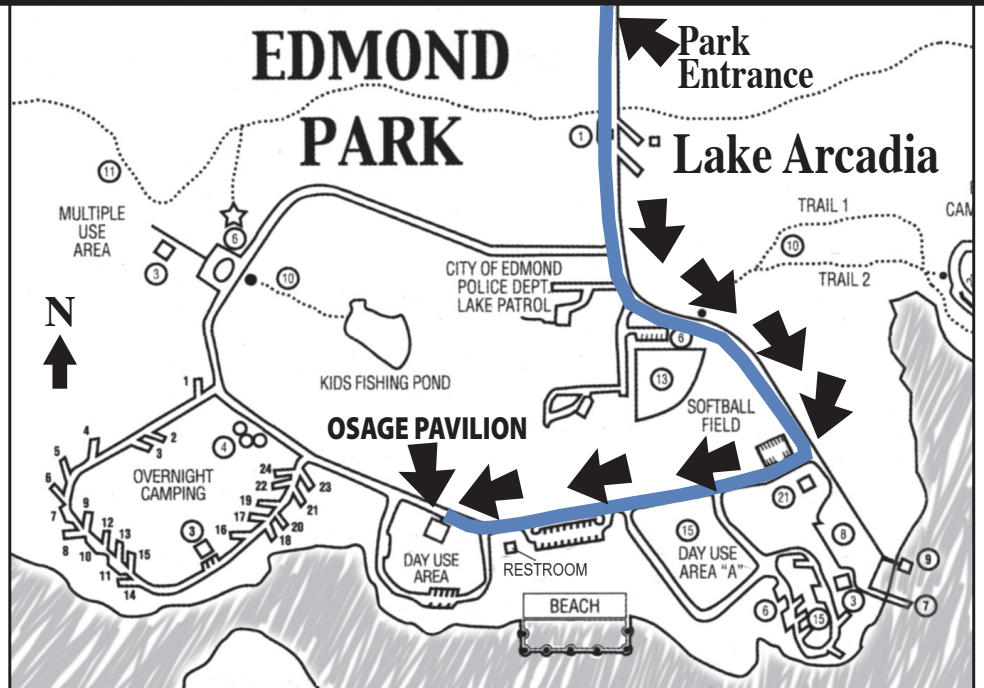 EDMOND
PARK
Park
Entrance
Lake Arcadia
1
11
MULTIPLE
USE
AREA
6
3
10
CITY OF EDMOND
POLICE DEPT.
LAKE PATROL
TRAIL 1
10
TRAIL 2
CAM
N
KIDS FISHING POND
6
13
SOFTBALL
FIELD
OSAGE PAVILION
1
2
3
4
5
6
7
8
9
10
11
12
13
14
15
4
OVERNIGHT
CAMPING
3
24
22
19
17
16
23
21
20
18
21
15
DAY USE
AREA "A"
8
9
7
3
6
15
DAY USE
AREA
RESTROOM
BEACH